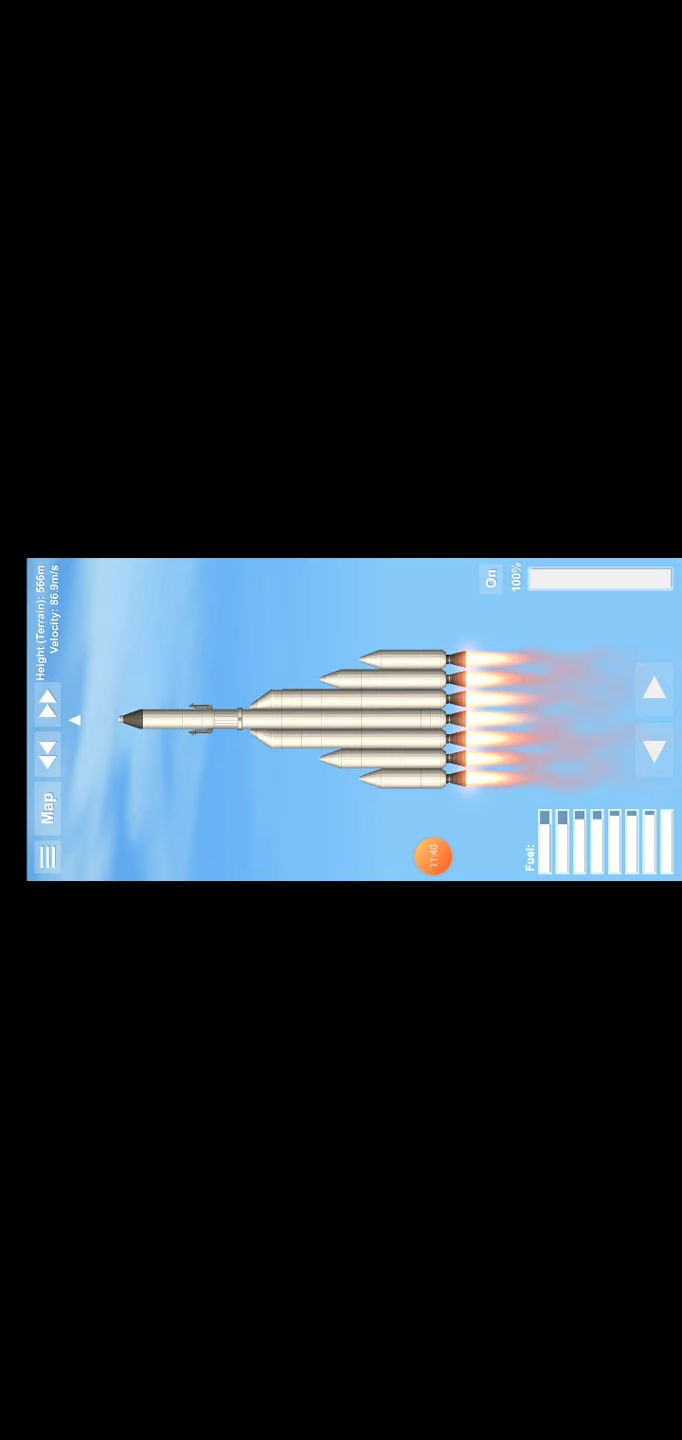 Height (Terrain): 566m
Velocity: 86.9m/s
Map
On
100%
11:40
Fuel: